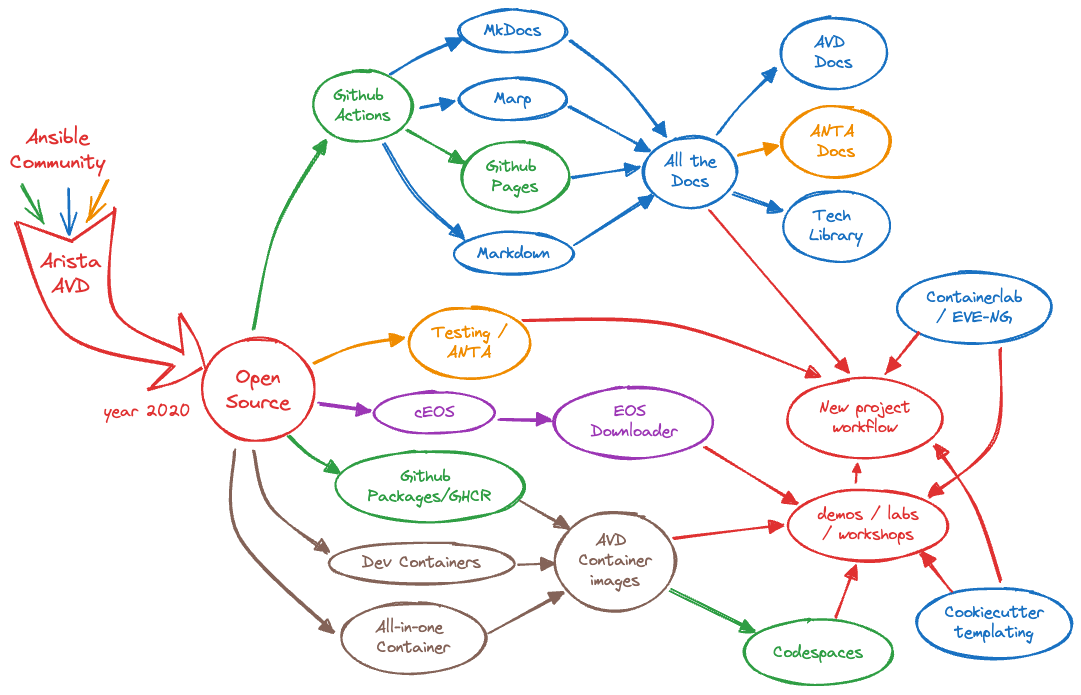 MkDocs
AVD
Docs
Github
Actions
Marp
Ansible
Community
ANTA
Docs
All the
Docs
Github
Pages
Tech
Library
Markdown
Arista
AVD
Containerlab
/ EVE-NG
Testing /
ANTA
Open
Source
year 2020
cEOS
EOS
Downloader
New project
workflow
Github
Packages/GHCR
demos / labs
/ workshops
AVD
Container
images
Dev Containers
All-in-one
Container
Cookiecutter
templating
Codespaces